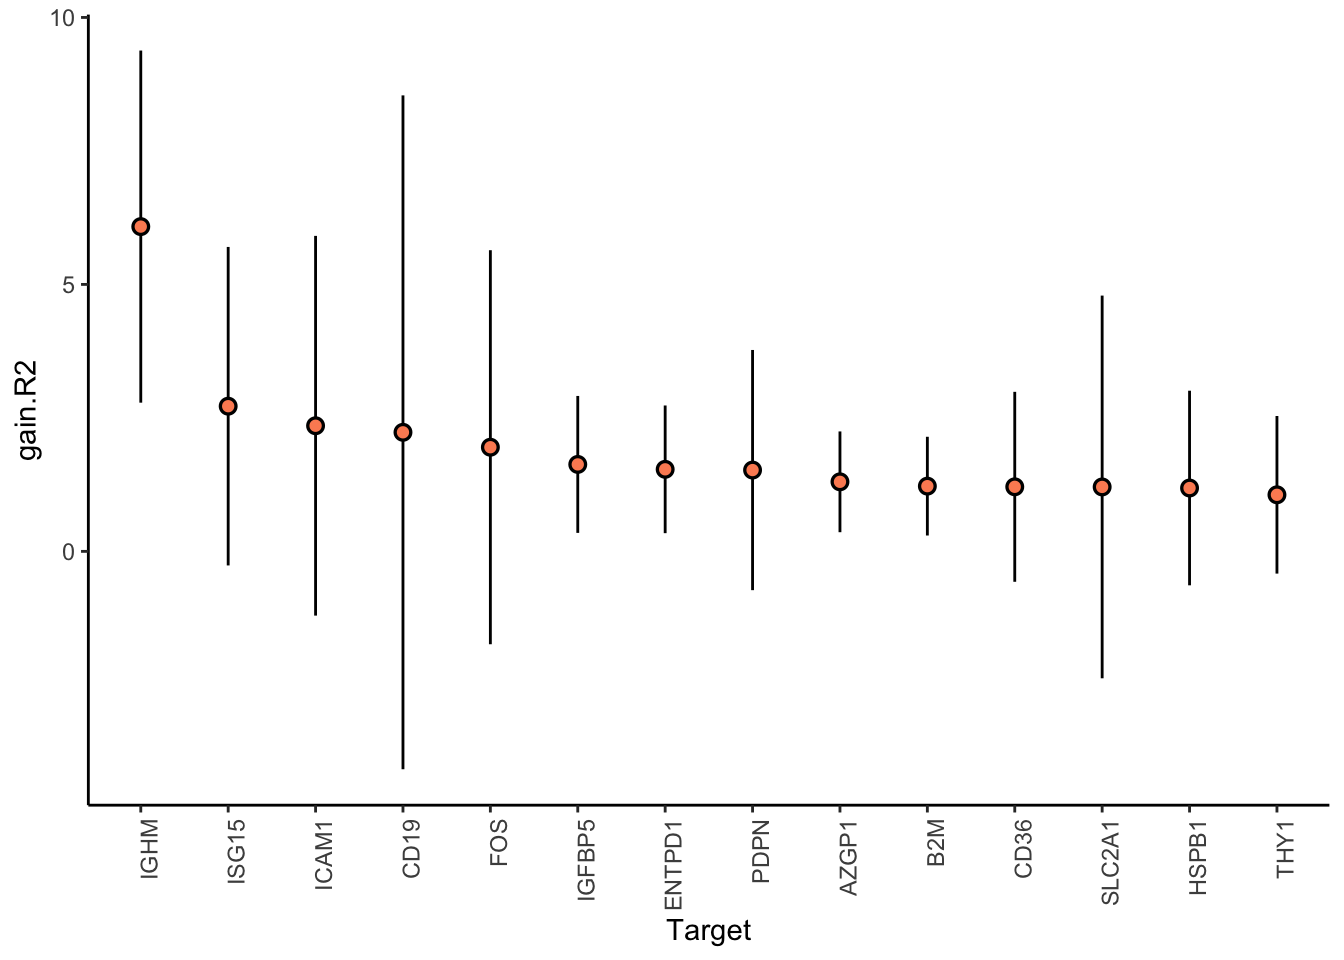 10
5
0
gain.R2
IGHM
ISG15
ICAM1
CD19
FOS
IGFBP5
ENTPD1
PDPN
AZGP1
B2M
CD36
SLC2A1
HSPB1
THY1
Target